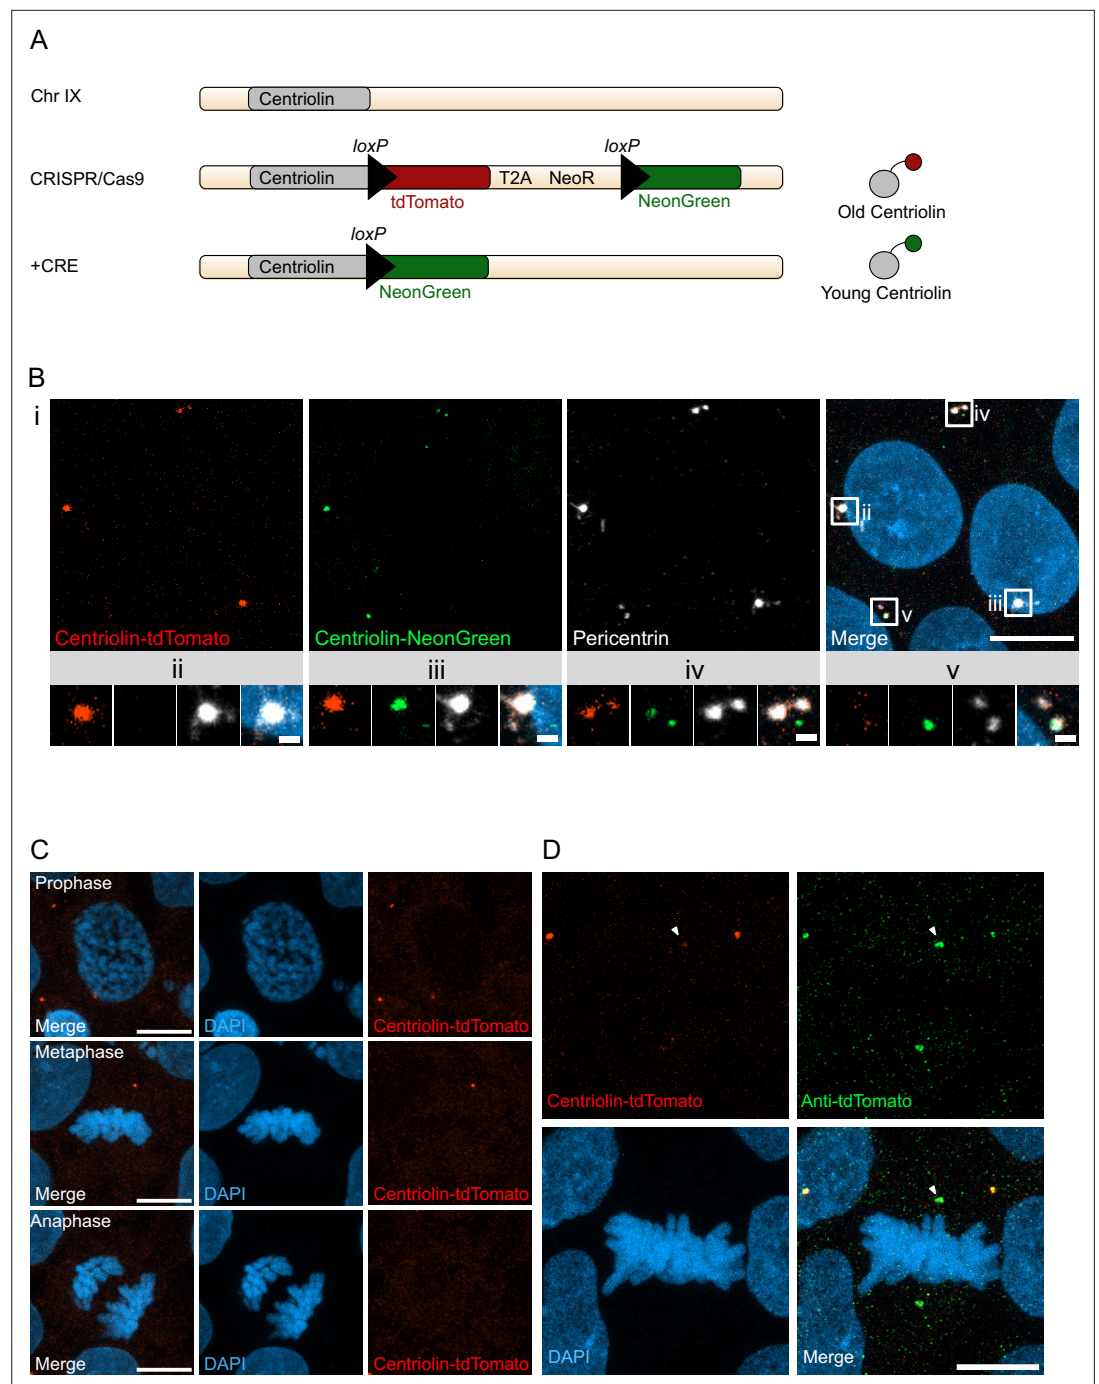 A
Chr IX
Centriolin
loxP
loxP
CRISPR/Cas9
Centriolin
T2A
NeoR
tdTomato
NeonGreen
Old Centriolin
loxP
+CRE
Centriolin
NeonGreen
Young Centriolin
B
i
iv
ii
iii
v
Centriolin-tdTomato
Centriolin-NeonGreen
Pericentrin
Merge
ii
iii
iv
v
C
D
Prophase
Merge
DAPI
Centriolin-tdTomato
Metaphase
Merge
DAPI
Centriolin-tdTomato
Anaphase
Merge
DAPI
Centriolin-tdTomato
Centriolin-tdTomato
Anti-tdTomato
DAPI
Merge